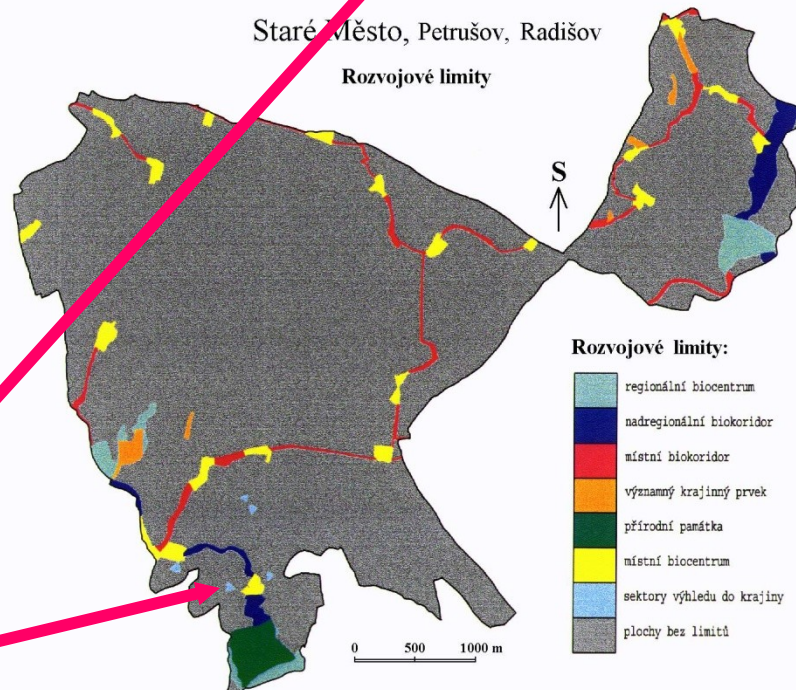 Staré Město, Petrušov, Radišov
Rozvojové limity
S
Rozvojové limity:
regionální biocentrum
nadregionální biokoridor
místní biokoridor
významný krajinný prvek
přírodní památka
místní biocentrum
sektory výhledu do krajiny
plochy bez limitů
0 500 1000 m